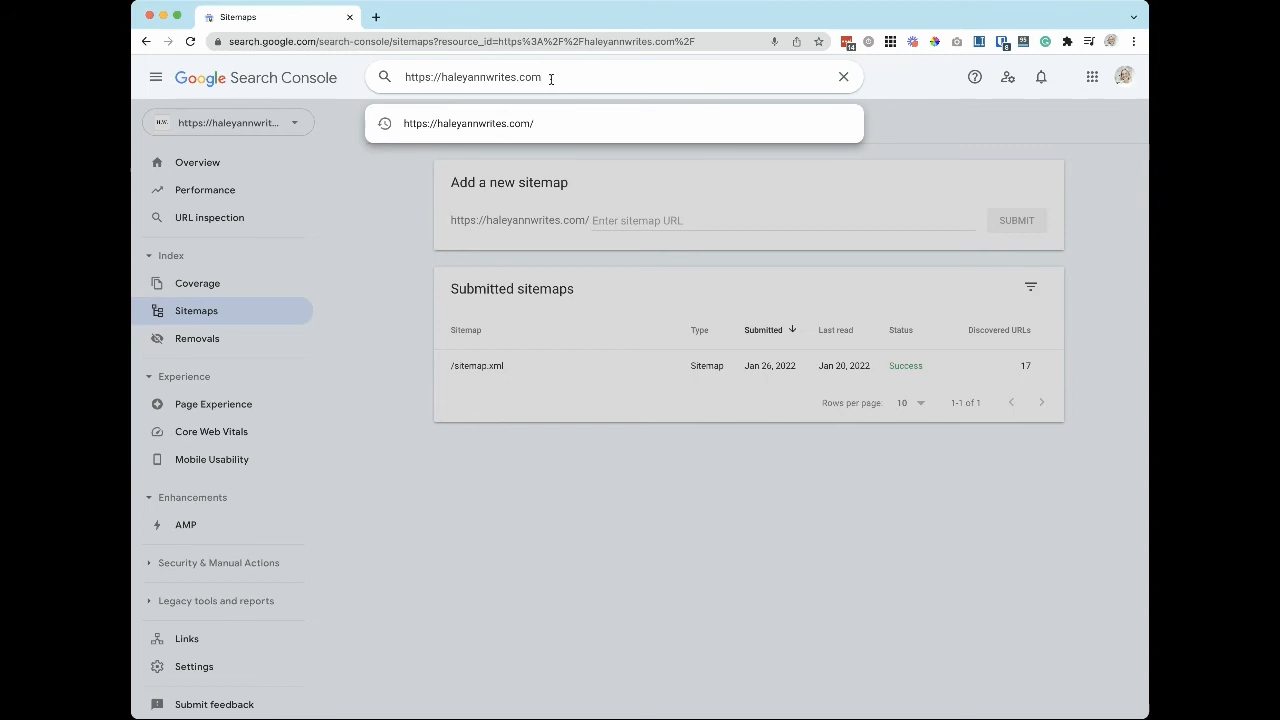 Sitemaps
search.google.com/search-console/sitemaps?resource_id=https%3A%2F%2Fhaleyannwrites.com%2F
14
8
95
Google Search Console
https://haleyannwrites.com
https://haleyannwrites.com/
https://haleyannwrit...
Overview
Performance
URL inspection
Index
Coverage
Sitemaps
Removals
Experience
Page Experience
Core Web Vitals
Mobile Usability
Enhancements
AMP
Security & Manual Actions
Legacy tools and reports
Links
Settings
Submit feedback
Add a new sitemap
https://haleyannwrites.com/ Enter sitemap URL SUBMIT
Submitted sitemaps
Sitemap Type Submitted Last read Status Discovered URLs
/sitemap.xml Sitemap Jan 26, 2022 Jan 20, 2022 Success 17
Rows per page: 10 1-1 of 1